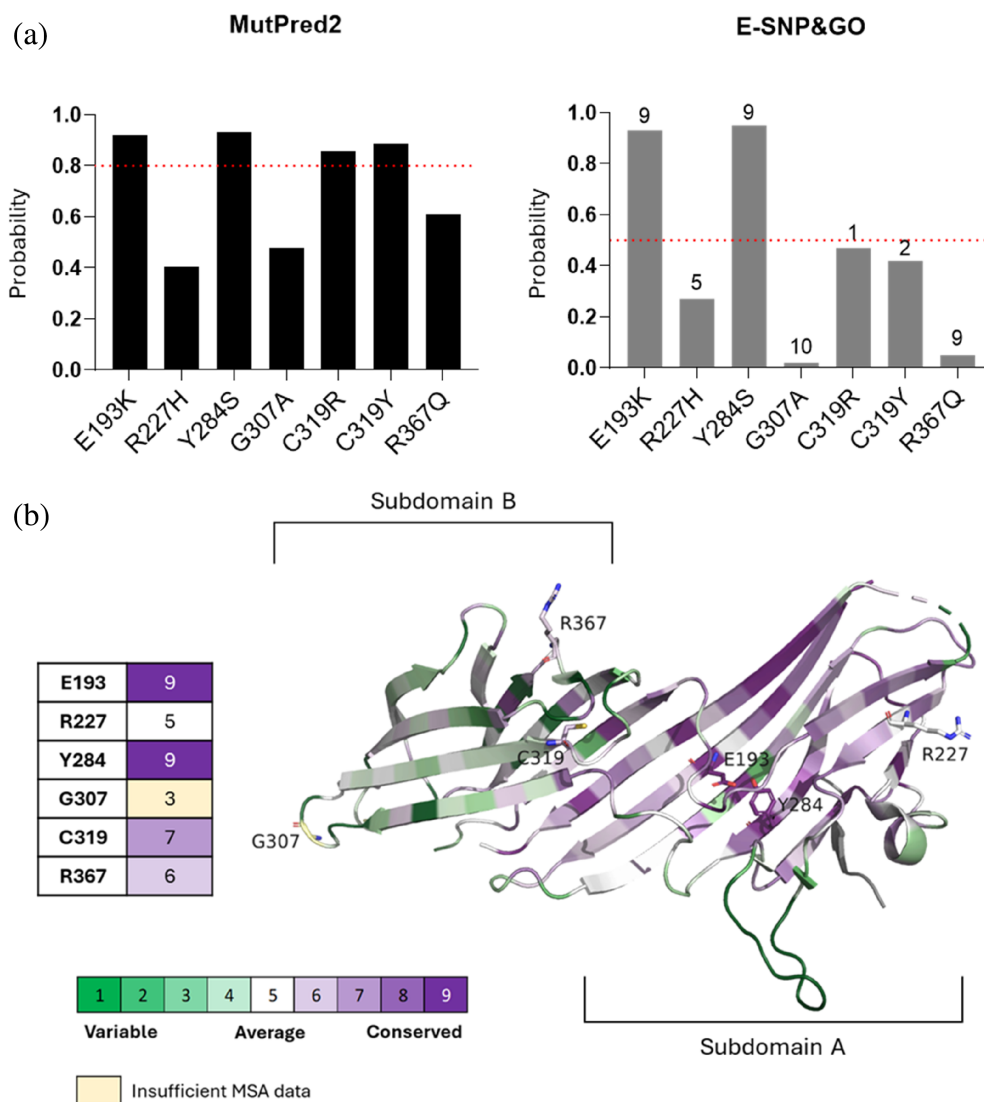 (a)
MutPred2
Probability
1.0
0.8
0.6
0.4
0.2
0.0
E193K
R227H
Y284S
G307A
C319R
C319Y
R367Q
E-SNP&GO
Probability
1.0
0.8
0.6
0.4
0.2
0.0
9
5
9
10
1
2
9
E193K
R227H
Y284S
G307A
C319R
C319Y
R367Q
(b)
Subdomain B
R367
C319
E193
R227
Y284
G307
E193 9
R227 5
Y284 9
G307 3
C319 7
R367 6
1 2 3 4 5 6 7 8 9
Variable Average Conserved
Subdomain A
Insufficient MSA data